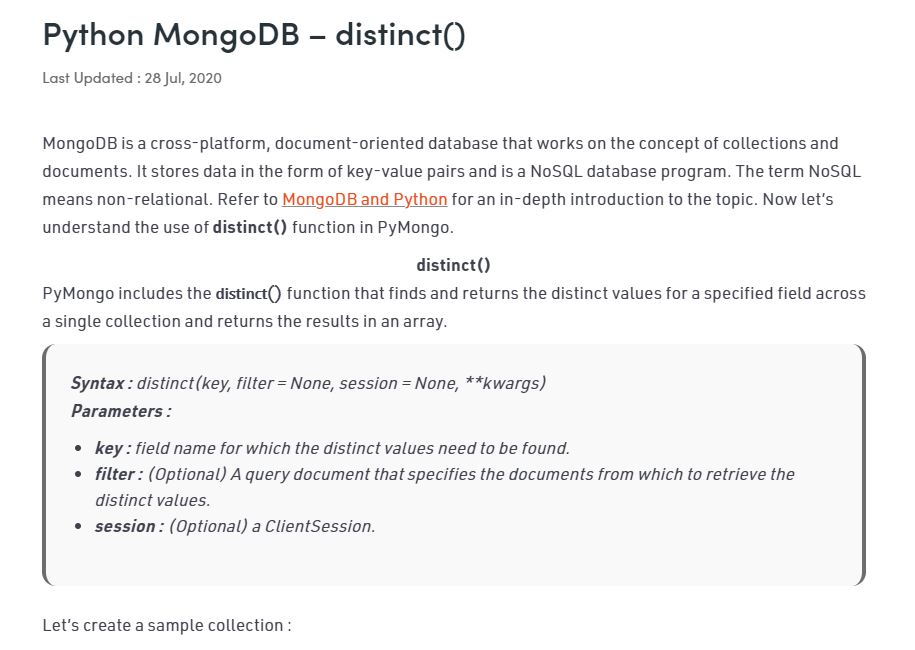 Python MongoDB – distinct()
Last Updated : 28 Jul, 2020
MongoDB is a cross-platform, document-oriented database that works on the concept of collections and
documents. It stores data in the form of key-value pairs and is a NoSQL database program. The term NoSQL
means non-relational. Refer to MongoDB and Python for an in-depth introduction to the topic. Now let’s
understand the use of distinct() function in PyMongo.
distinct()
PyMongo includes the distinct() function that finds and returns the distinct values for a specified field across
a single collection and returns the results in an array.
Syntax : distinct(key, filter = None, session = None, **kwargs)
Parameters :
• key : field name for which the distinct values need to be found.
• filter : (Optional) A query document that specifies the documents from which to retrieve the
distinct values.
• session : (Optional) a ClientSession.
Let’s create a sample collection :